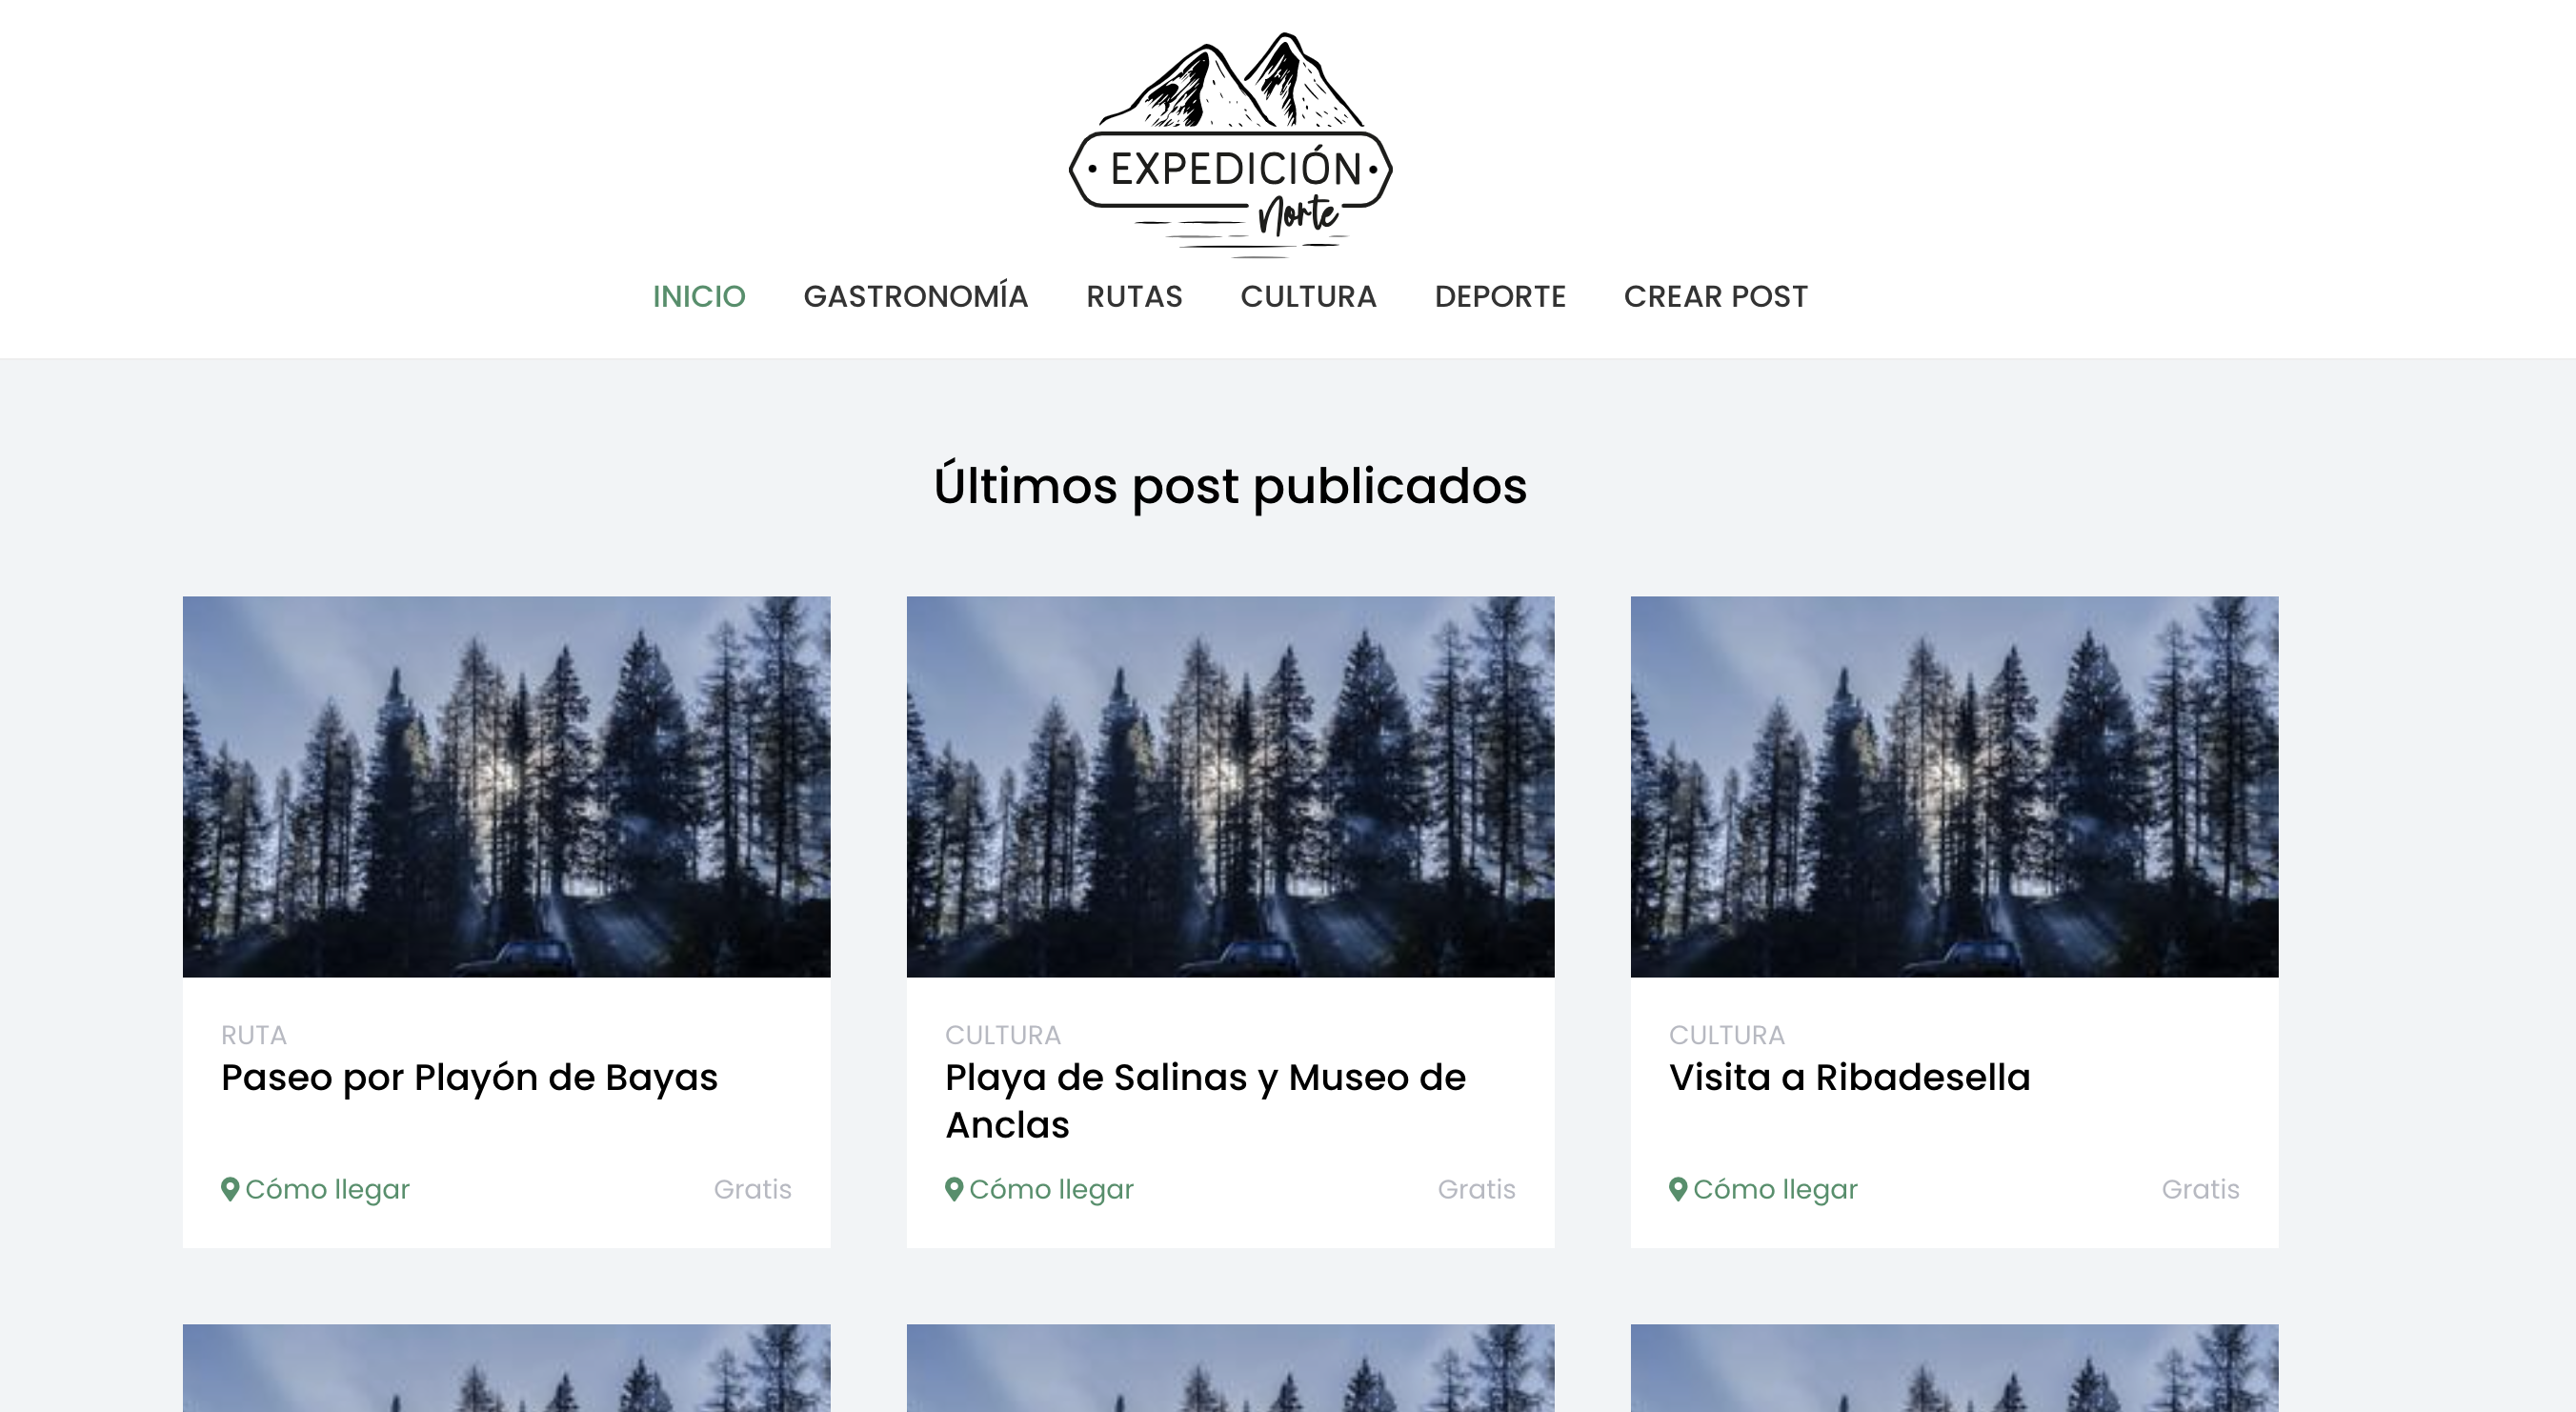 EXPEDICIÓN
Norte
INICIO GASTRONOMÍA RUTAS CULTURA DEPORTE CREAR POST
Últimos post publicados
RUTA
Paseo por Playón de Bayas
Cómo llegar Gratis
CULTURA
Playa de Salinas y Museo de
Anclas
Cómo llegar Gratis
CULTURA
Visita a Ribadesella
Cómo llegar Gratis